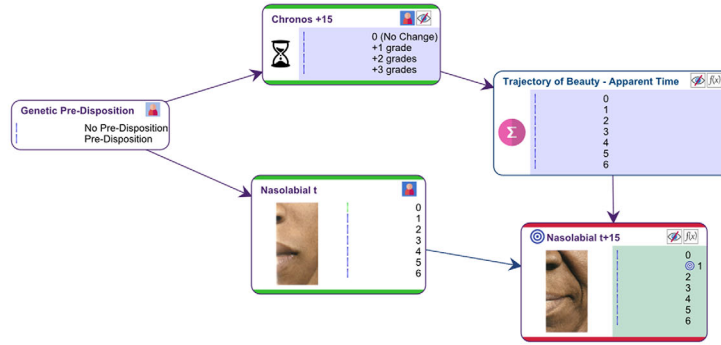 Chronos +15
0 (No Change)
+1 grade
+2 grades
+3 grades
Trajectory of Beauty - Apparent Time
f(x)
Σ
0
1
2
3
4
5
6
Genetic Pre-Disposition
No Pre-Disposition
Pre-Disposition
Nasolabial t
0
1
2
3
4
5
6
Nasolabial t+15
f(x)
0
1
2
3
4
5
6